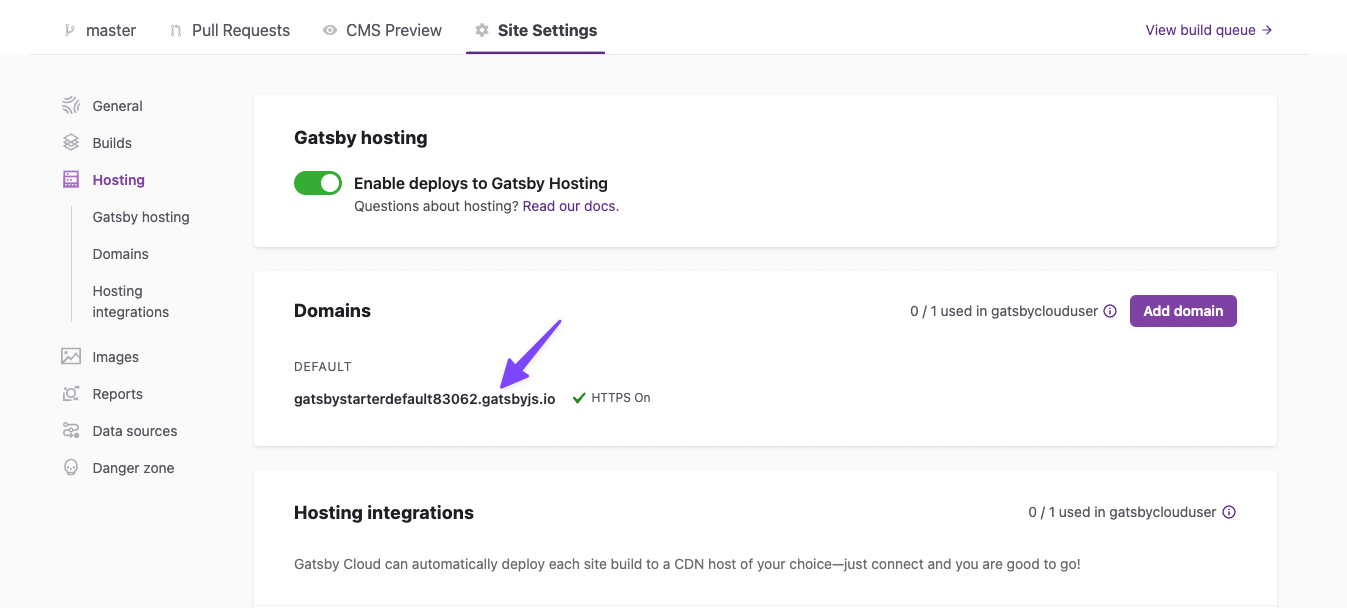 master
Pull Requests
CMS Preview
Site Settings
View build queue →
General
Builds
Hosting
Gatsby hosting
Domains
Hosting
integrations
Images
Reports
Data sources
Danger zone
Gatsby hosting
Enable deploys to Gatsby Hosting
Questions about hosting? Read our docs.
Domains
0 / 1 used in gatsbyclouduser
Add domain
DEFAULT
gatsbystarterdefault83062.gatsbyjs.io
HTTPS On
Hosting integrations
0 / 1 used in gatsbyclouduser
Gatsby Cloud can automatically deploy each site build to a CDN host of your choice—just connect and you are good to go!